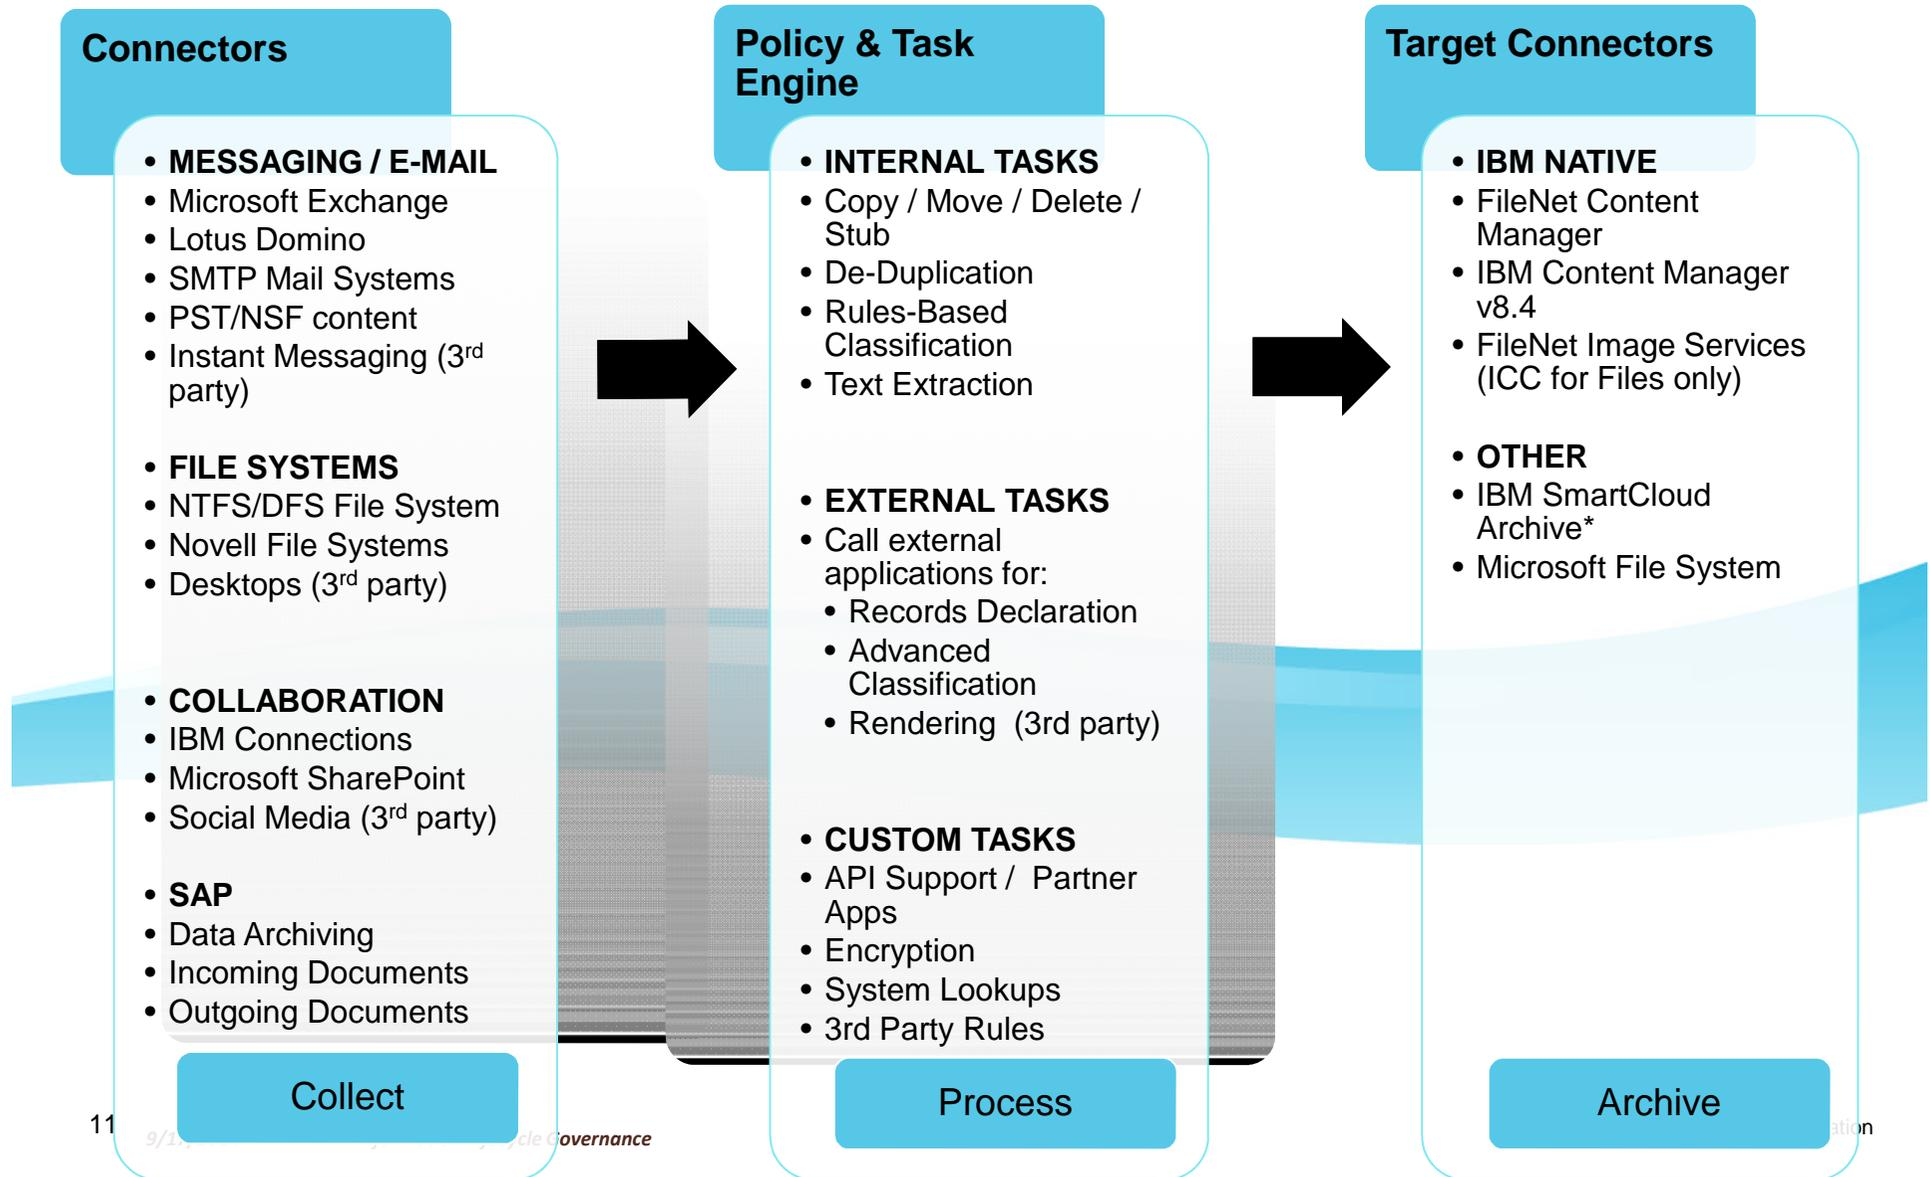 Connectors
• MESSAGING / E-MAIL
• Microsoft Exchange
• Lotus Domino
• SMTP Mail Systems
• PST/NSF content
• Instant Messaging (3rd
party)
• FILE SYSTEMS
• NTFS/DFS File System
• Novell File Systems
• Desktops (3rd party)
• COLLABORATION
• IBM Connections
• Microsoft SharePoint
• Social Media (3rd party)
• SAP
• Data Archiving
• Incoming Documents
• Outgoing Documents
Collect
Policy & Task
Engine
• INTERNAL TASKS
• Copy / Move / Delete /
Stub
• De-Duplication
• Rules-Based
Classification
• Text Extraction
• EXTERNAL TASKS
• Call external
applications for:
• Records Declaration
• Advanced
Classification
• Rendering (3rd party)
• CUSTOM TASKS
• API Support / Partner
Apps
• Encryption
• System Lookups
• 3rd Party Rules
Process
Target Connectors
• IBM NATIVE
• FileNet Content
Manager
• IBM Content Manager
v8.4
• FileNet Image Services
(ICC for Files only)
• OTHER
• IBM SmartCloud
Archive*
• Microsoft File System
Archive
11
Governance